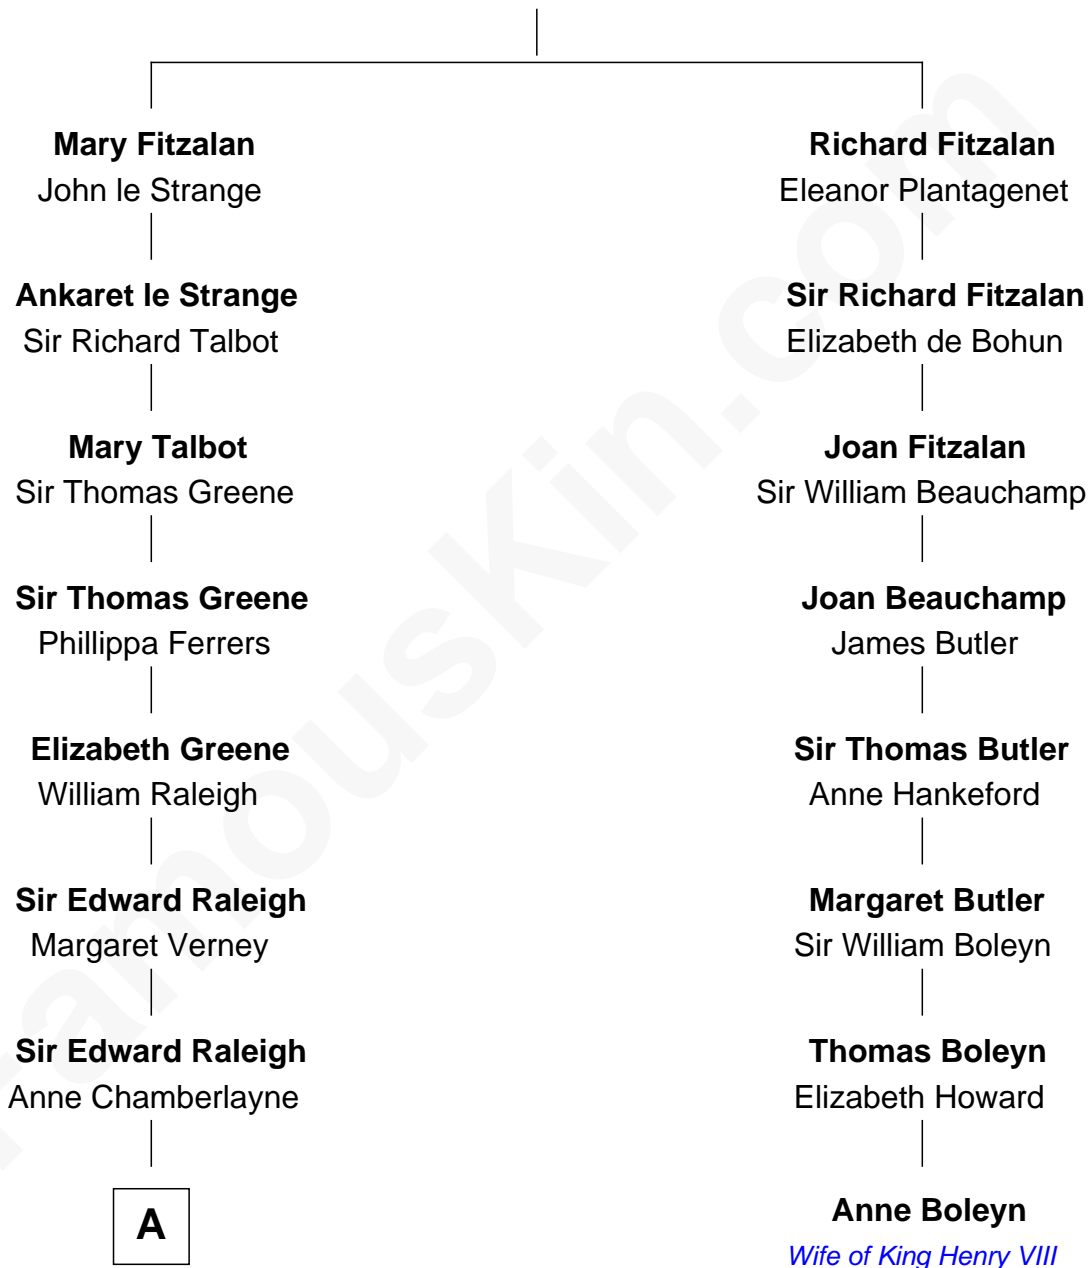 Mary Fitzalan
John le Strange
Ankaret le Strange
Sir Richard Talbot
Mary Talbot
Sir Thomas Greene
Sir Thomas Greene
Phillippa Ferrers
Elizabeth Greene
William Raleigh
Sir Edward Raleigh
Margaret Verney
Sir Edward Raleigh
Anne Chamberlayne
A
Richard Fitzalan
Eleanor Plantagenet
Sir Richard Fitzalan
Elizabeth de Bohun
Joan Fitzalan
Sir William Beauchamp
Joan Beauchamp
James Butler
Sir Thomas Butler
Anne Hankeford
Margaret Butler
Sir William Boleyn
Thomas Boleyn
Elizabeth Howard
Anne Boleyn
Wife of King Henry VIII
FamousKin.com